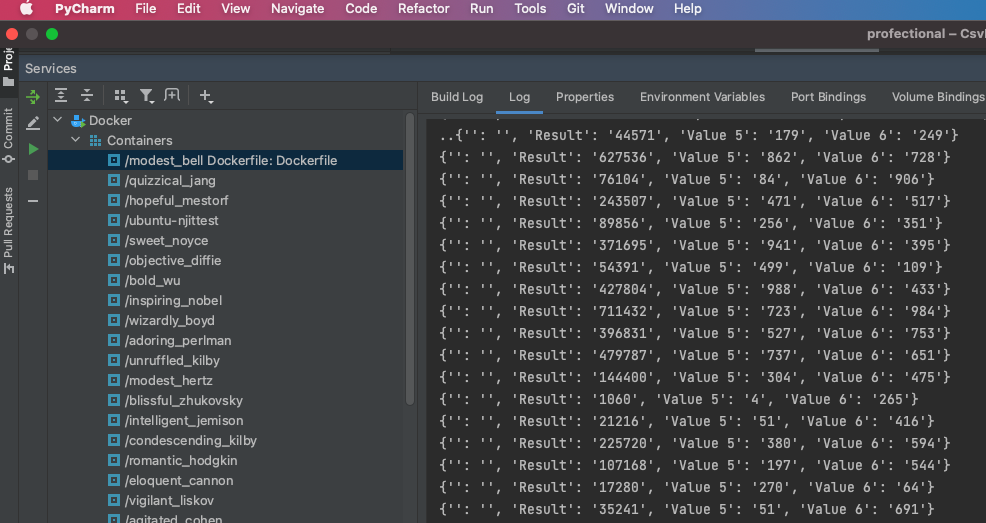 PyCharm File Edit View Navigate Code Refactor Run Tools Git Window Help
profectional – Csv
Services
Build Log Log Properties Environment Variables Port Bindings Volume Bindings
Commit
Pull Requests
Docker
Containers
/modest_bell Dockerfile: Dockerfile
/quizzical_jang
/hopeful_mestorf
/ubuntu-njittest
/sweet_noyce
/objective_diffie
/bold_wu
/inspiring_nobel
/wizardly_boyd
/adoring_perlman
/unruffled_kilby
/modest_hertz
/blissful_zhukovsky
/intelligent_jemison
/condescending_kilby
/romantic_hodgkin
/eloquent_cannon
/vigilant_liskov
/agitated_cohen
..{'': '', 'Result': '44571', 'Value 5': '179', 'Value 6': '249'}
{'': '', 'Result': '627536', 'Value 5': '862', 'Value 6': '728'}
{'': '', 'Result': '76104', 'Value 5': '84', 'Value 6': '906'}
{'': '', 'Result': '243507', 'Value 5': '471', 'Value 6': '517'}
{'': '', 'Result': '89856', 'Value 5': '256', 'Value 6': '351'}
{'': '', 'Result': '371695', 'Value 5': '941', 'Value 6': '395'}
{'': '', 'Result': '54391', 'Value 5': '499', 'Value 6': '109'}
{'': '', 'Result': '427804', 'Value 5': '988', 'Value 6': '433'}
{'': '', 'Result': '711432', 'Value 5': '723', 'Value 6': '984'}
{'': '', 'Result': '396831', 'Value 5': '527', 'Value 6': '753'}
{'': '', 'Result': '479787', 'Value 5': '737', 'Value 6': '651'}
{'': '', 'Result': '144400', 'Value 5': '304', 'Value 6': '475'}
{'': '', 'Result': '1060', 'Value 5': '4', 'Value 6': '265'}
{'': '', 'Result': '21216', 'Value 5': '51', 'Value 6': '416'}
{'': '', 'Result': '225720', 'Value 5': '380', 'Value 6': '594'}
{'': '', 'Result': '107168', 'Value 5': '197', 'Value 6': '544'}
{'': '', 'Result': '17280', 'Value 5': '270', 'Value 6': '64'}
{'': '', 'Result': '35241', 'Value 5': '51', 'Value 6': '691'}